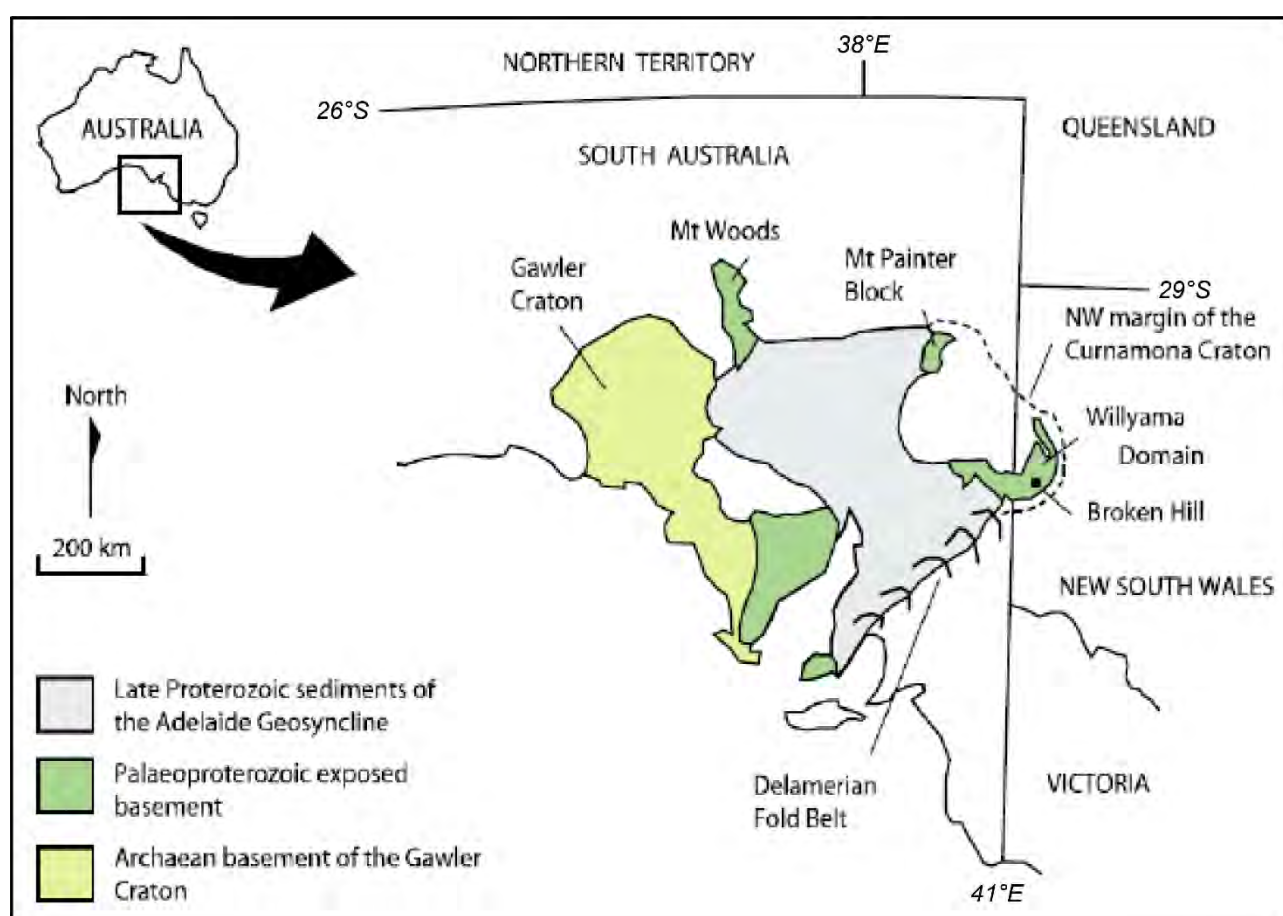 38°E
NORTHERN TERRITORY
26°S
AUSTRALIA
QUEENSLAND
SOUTH AUSTRALIA
Mt Woods
Mt Painter
Block
Gawler
Craton
29°S
NW margin of the
Curnamona Craton
North
Willyama
Domain
Broken Hill
200 km
NEW SOUTH WALES
Late Proterozoic sediments of
the Adelaide Geosyncline
Palaeoproterozoic exposed
basement
Delamerian
Fold Belt
VICTORIA
Archaean basement of the Gawler
Craton
41°E